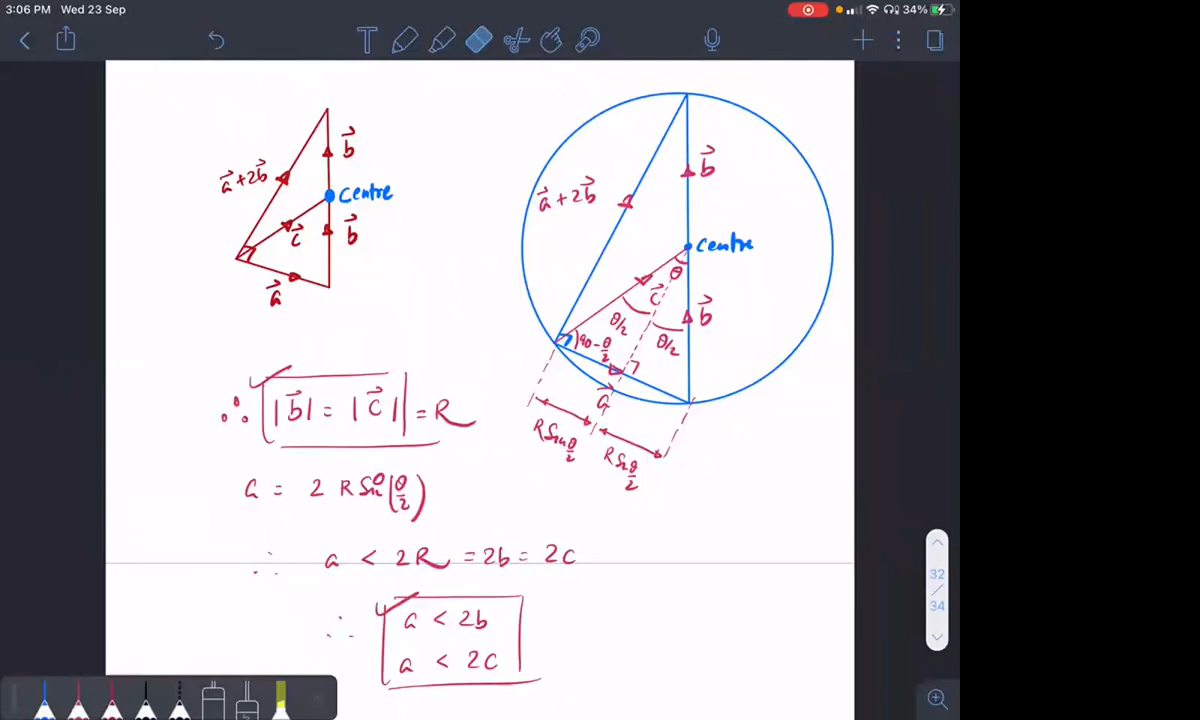 3:06 PM Wed 23 Sep
34%
b⃗
a⃗+2b⃗
Centre
c⃗
b⃗
a⃗
b⃗
a⃗+2b⃗
Centre
θ
c⃗
b⃗
θ/2
θ/2
90-θ/2
a⃗
R Sin θ/2
R Sin θ/2
∴ |b⃗| = |c⃗| = R
a = 2 R Sin(θ/2)
∴ a < 2R = 2b = 2c
∴ a < 2b
a < 2c
32
/
34